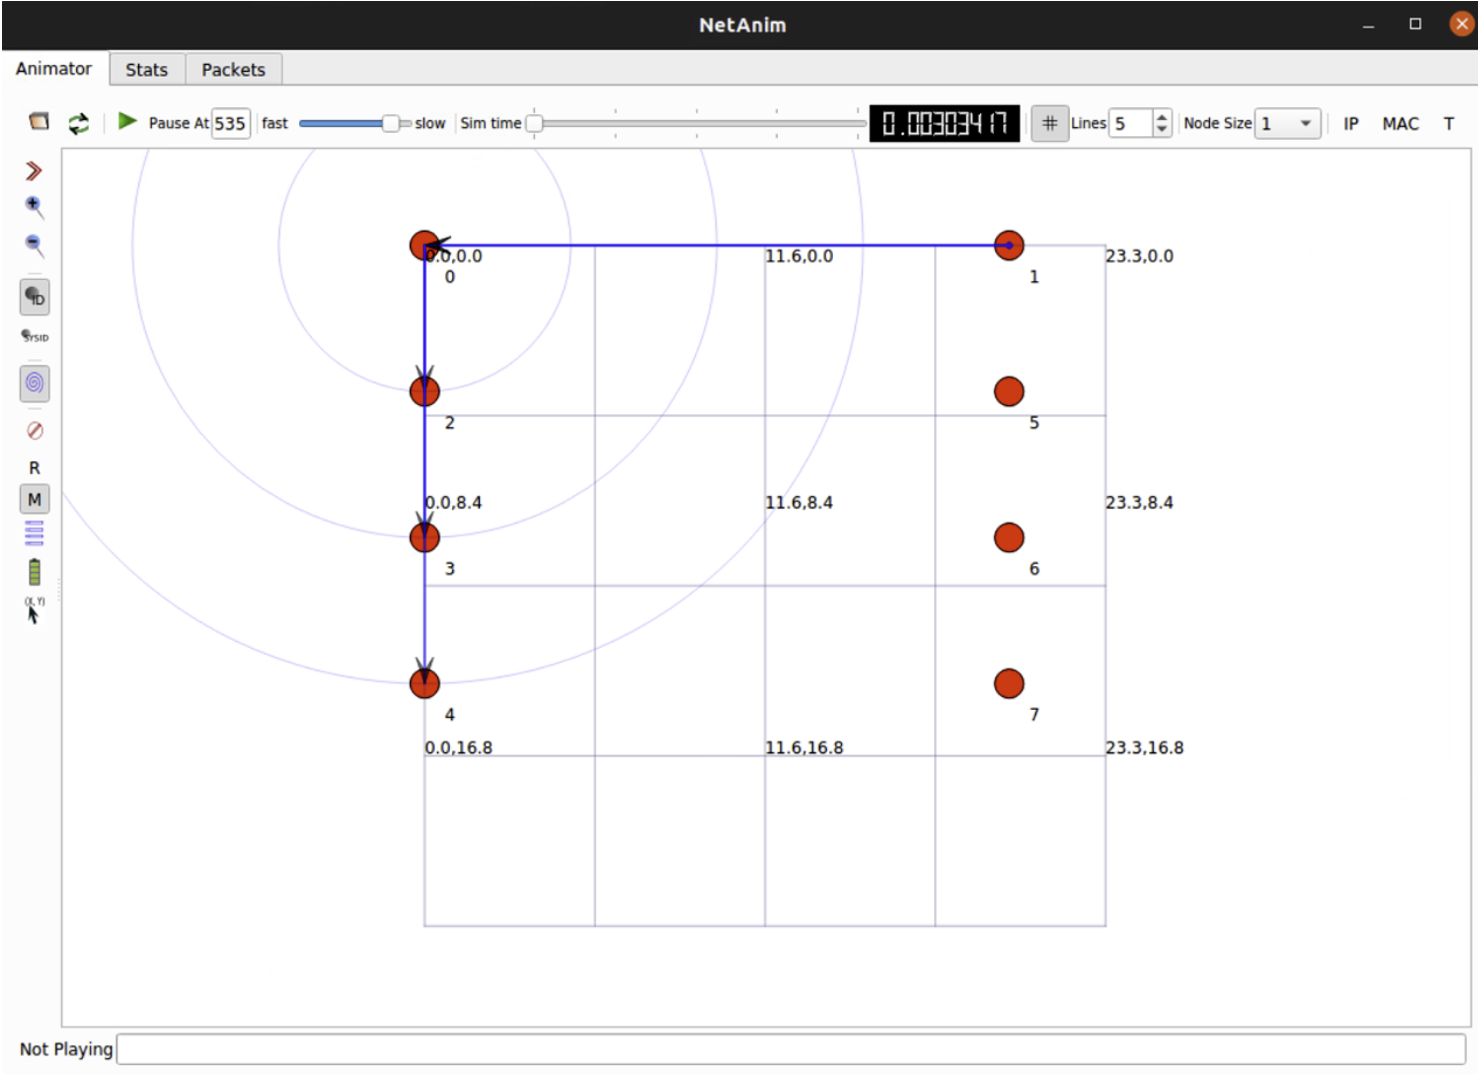 NetAnim
Animator Stats Packets
Pause At 535 fast slow Sim time 0.00303417 # Lines 5 Node Size 1 IP MAC T
ID
SYSID
R
M
(X, Y)
0.0,0.0 11.6,0.0 23.3,0.0
0 1
2 5
0.0,8.4 11.6,8.4 23.3,8.4
3 6
4 7
0.0,16.8 11.6,16.8 23.3,16.8
Not Playing